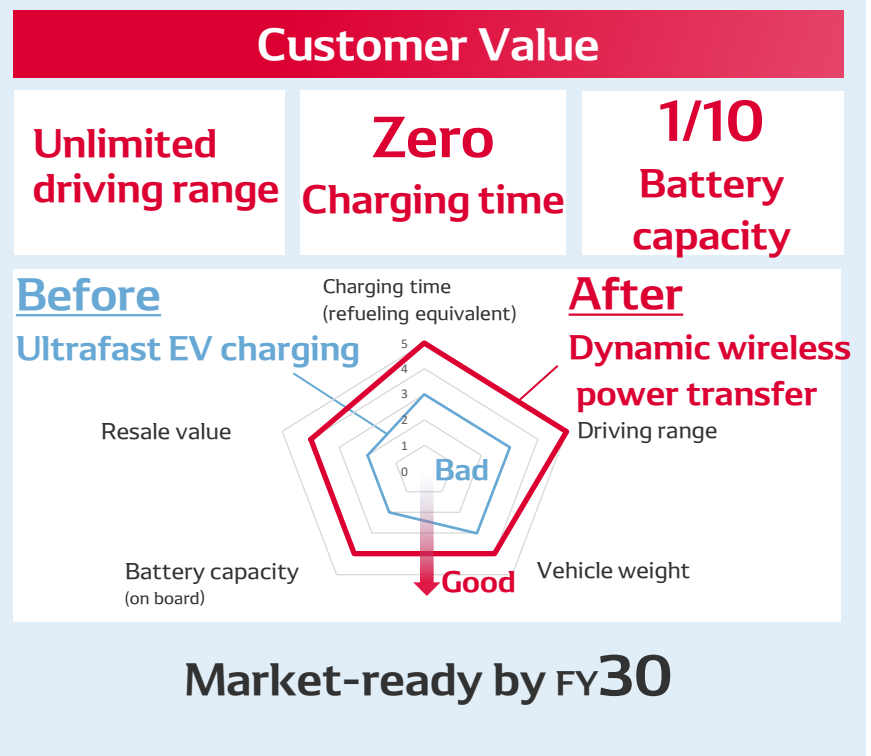 Customer Value
Unlimited
driving range
Zero
Charging time
1/10
Battery
capacity
Before
Ultrafast EV charging
Charging time
(refueling equivalent)
After
Dynamic wireless
power transfer
5
4
3
2
1
0
Resale value
Driving range
Bad
Battery capacity
(on board)
Good
Vehicle weight
Market-ready by FY30